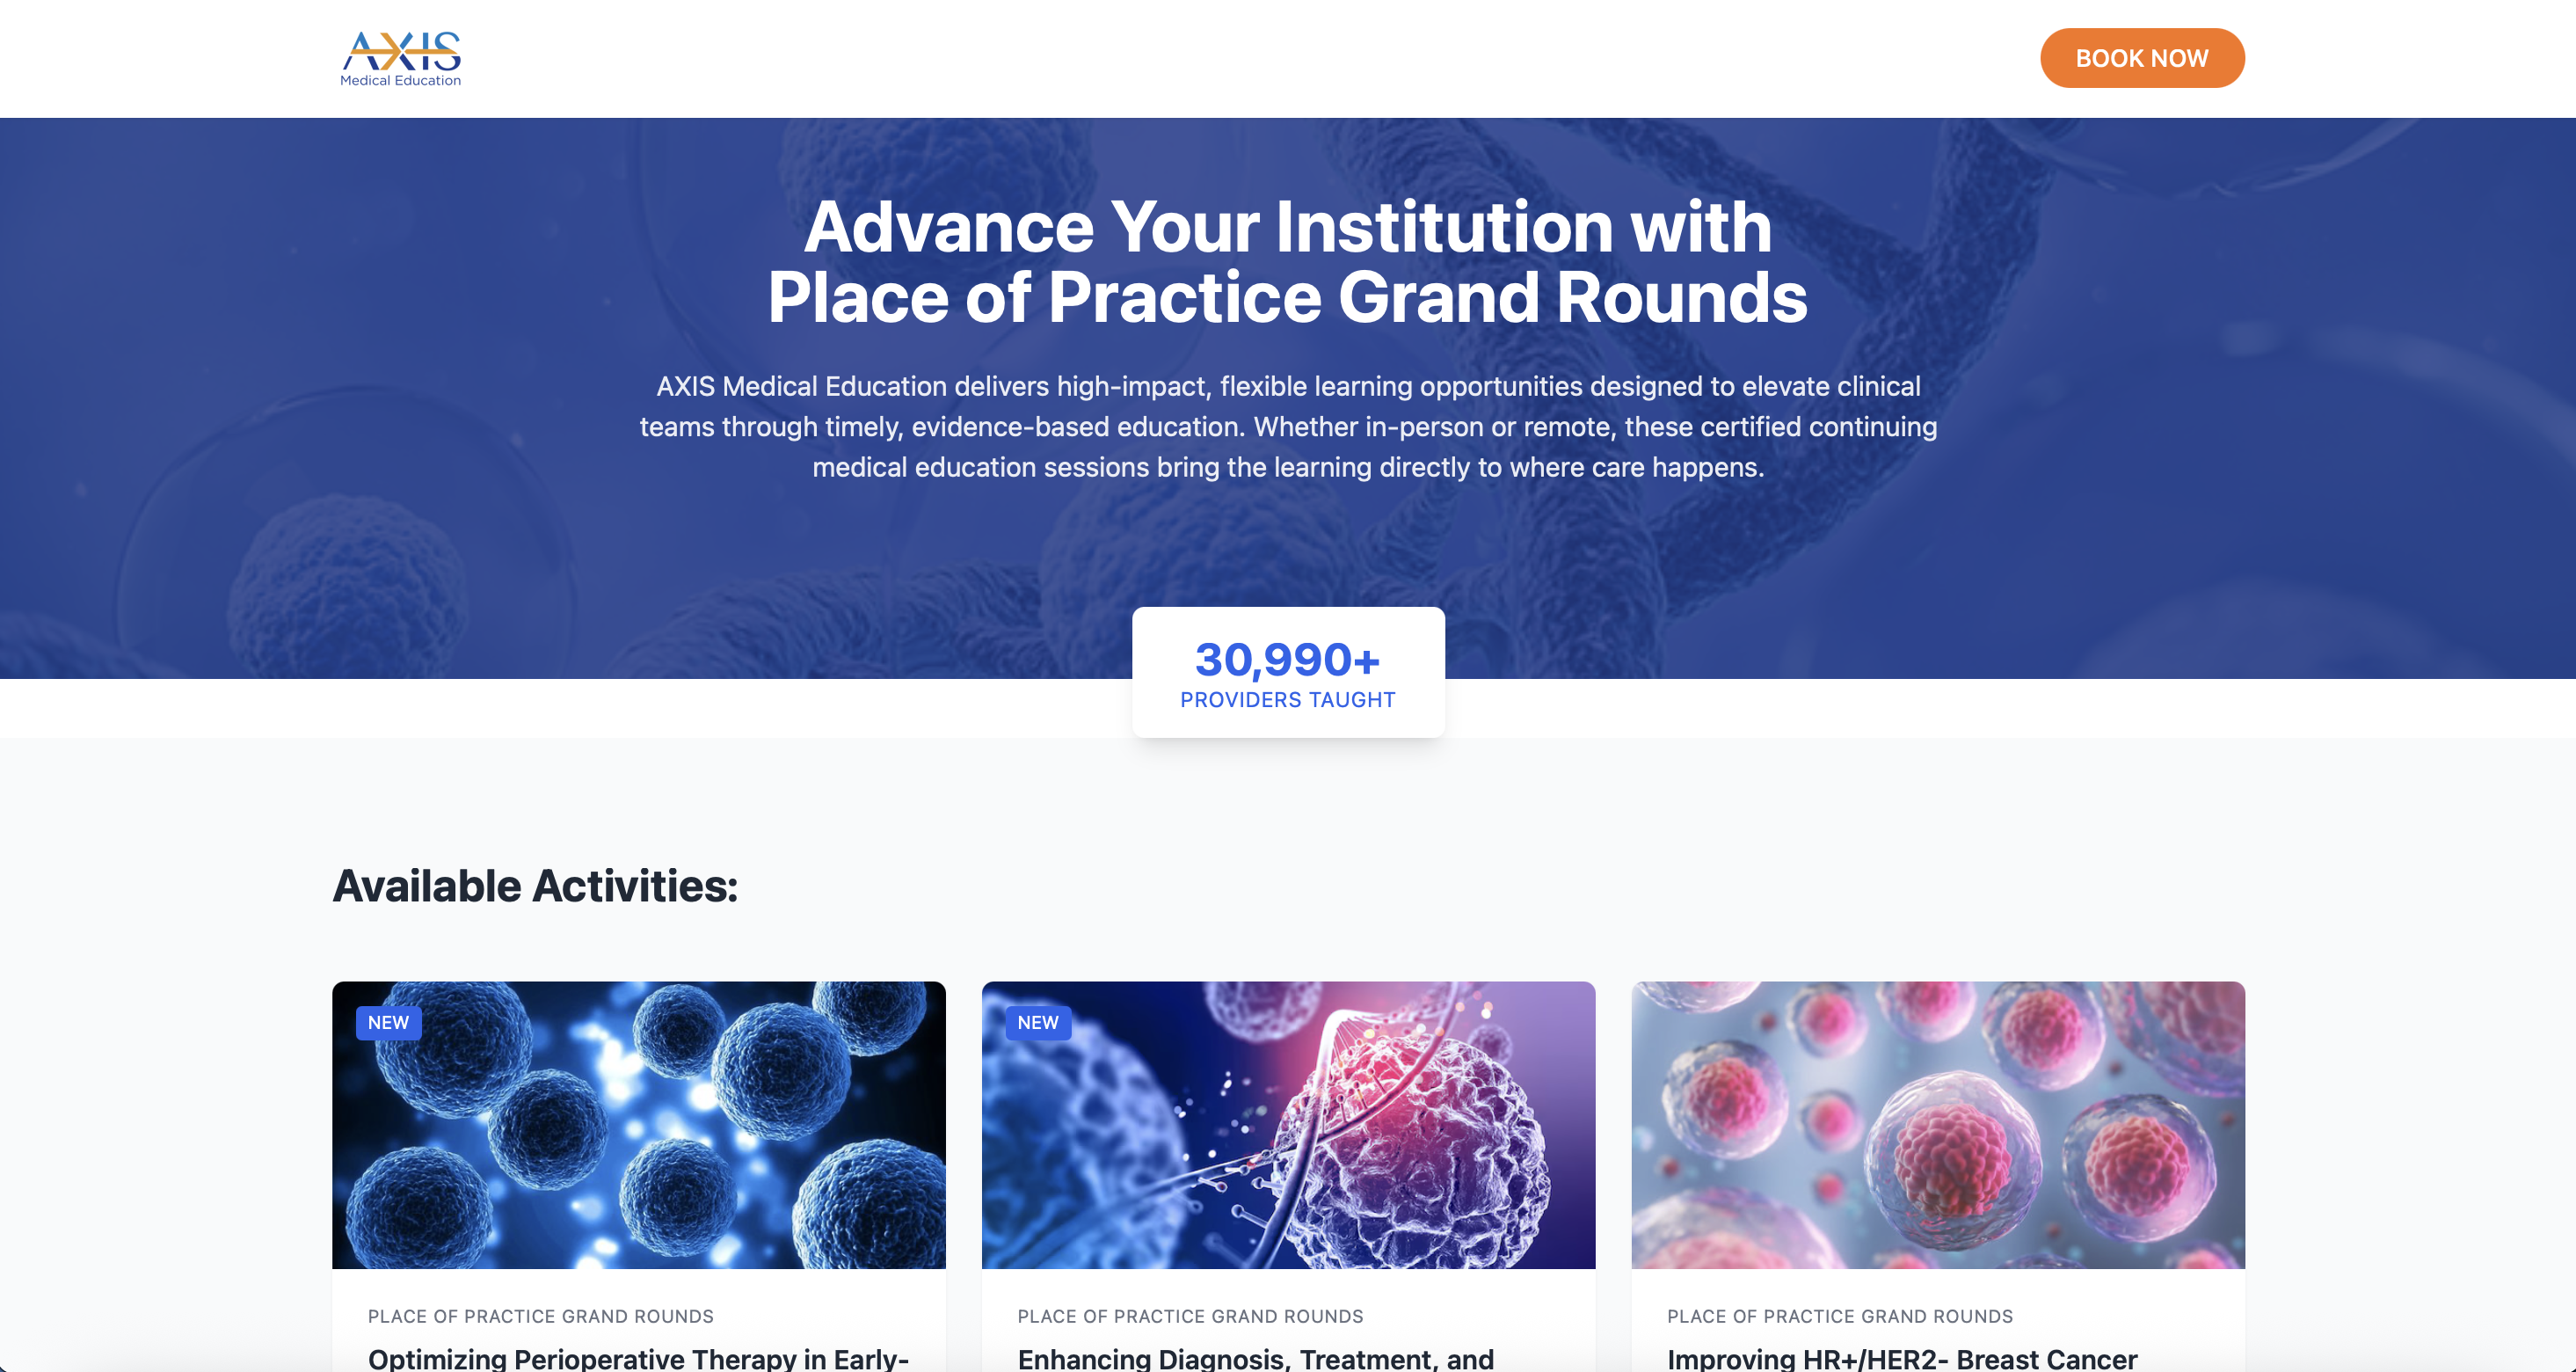 AXIS
Medical Education
BOOK NOW
Advance Your Institution with
Place of Practice Grand Rounds
AXIS Medical Education delivers high-impact, flexible learning opportunities designed to elevate clinical
teams through timely, evidence-based education. Whether in-person or remote, these certified continuing
medical education sessions bring the learning directly to where care happens.
30,990+
PROVIDERS TAUGHT
Available Activities:
NEW
PLACE OF PRACTICE GRAND ROUNDS
Optimizing Perioperative Therapy in Early-
NEW
PLACE OF PRACTICE GRAND ROUNDS
Enhancing Diagnosis, Treatment, and
PLACE OF PRACTICE GRAND ROUNDS
Improving HR+/HER2- Breast Cancer